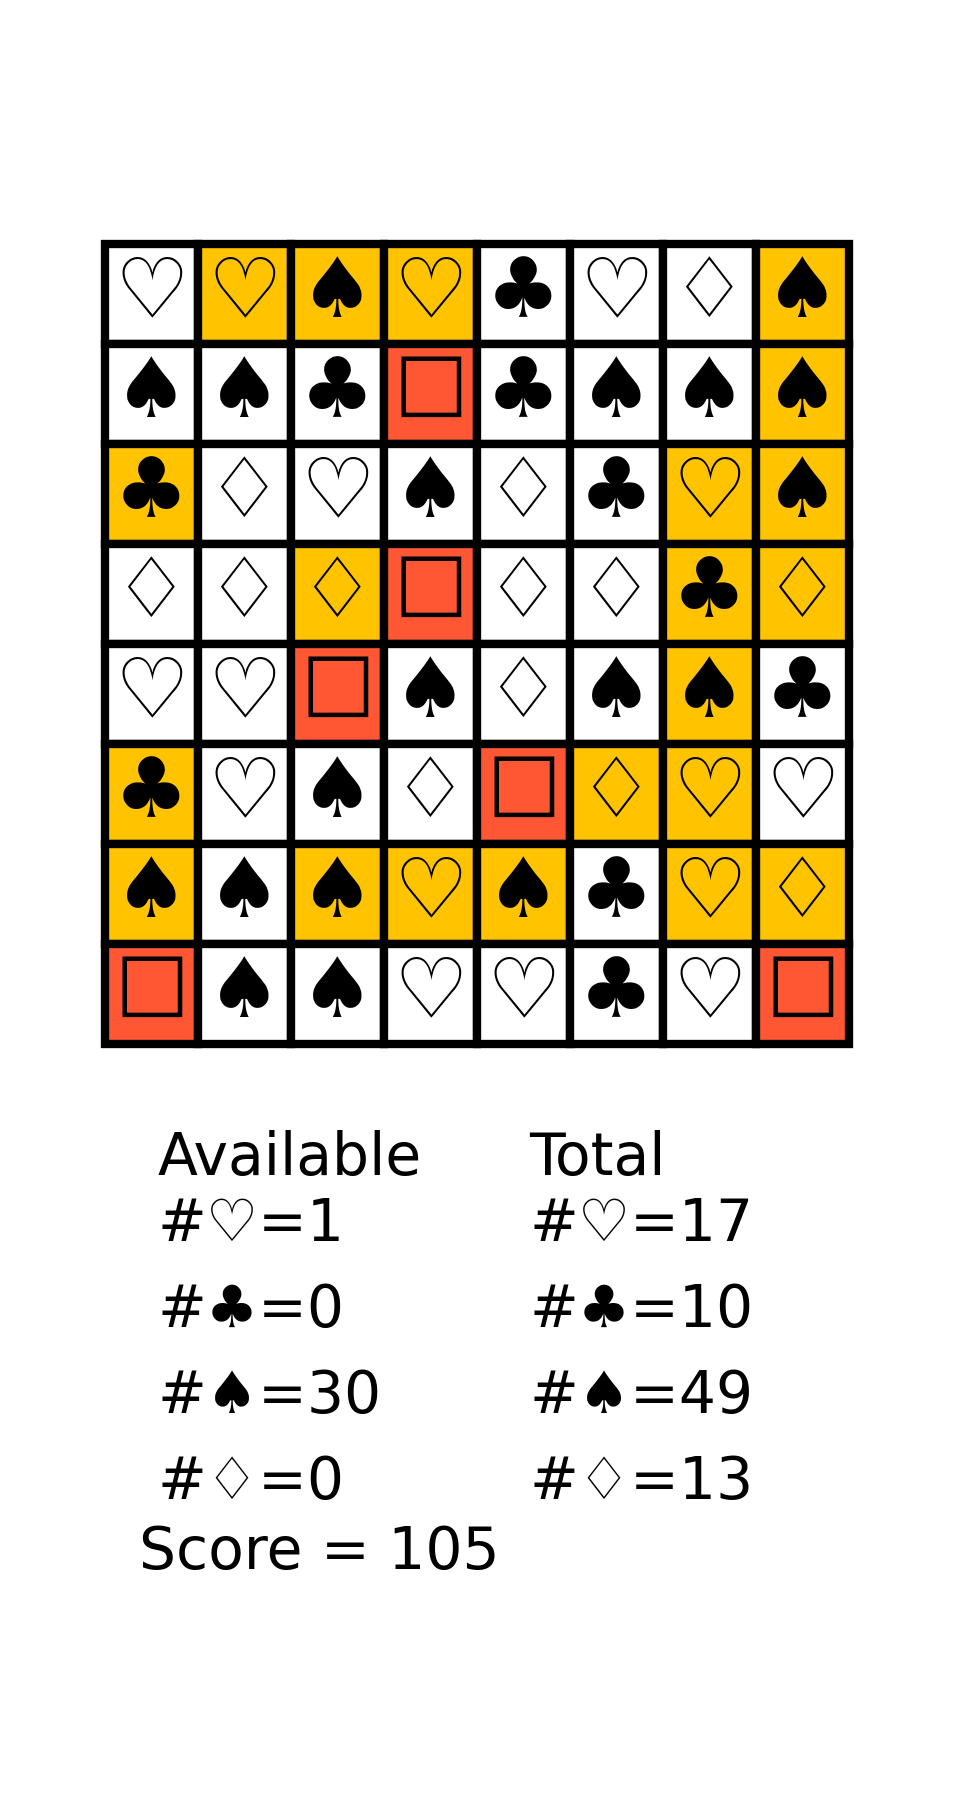 ♡ ♡ ♠ ♡ ♣ ♡ ♢ ♠
♠ ♠ ♣ □ ♣ ♠ ♠ ♠
♣ ♢ ♡ ♠ ♢ ♣ ♡ ♠
♢ ♢ ♢ □ ♢ ♢ ♣ ♢
♡ ♡ □ ♠ ♢ ♠ ♠ ♣
♣ ♡ ♠ ♢ □ ♢ ♡ ♡
♠ ♠ ♠ ♡ ♠ ♣ ♡ ♢
□ ♠ ♠ ♡ ♡ ♣ ♡ □
Available Total
#♡=1 #♡=17
#♣=0 #♣=10
#♠=30 #♠=49
#♢=0 #♢=13
Score = 105